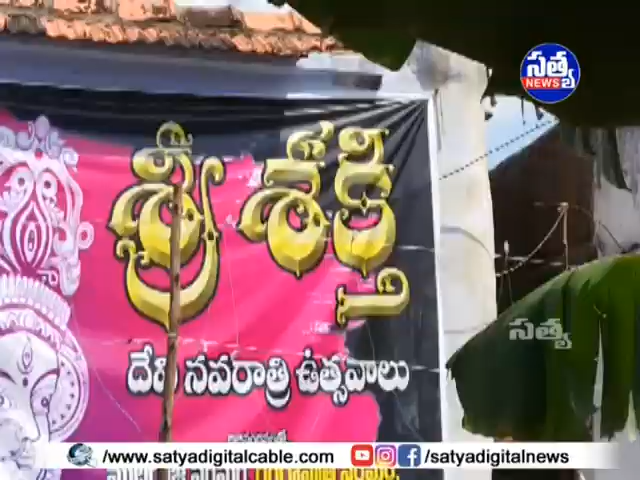 సత్య
NEWS
శ్రీ శక్తి
సత్య
దేవి నవరాత్రి ఉత్సవాలు
www.satyadigitalcable.com /satyadigitalnews